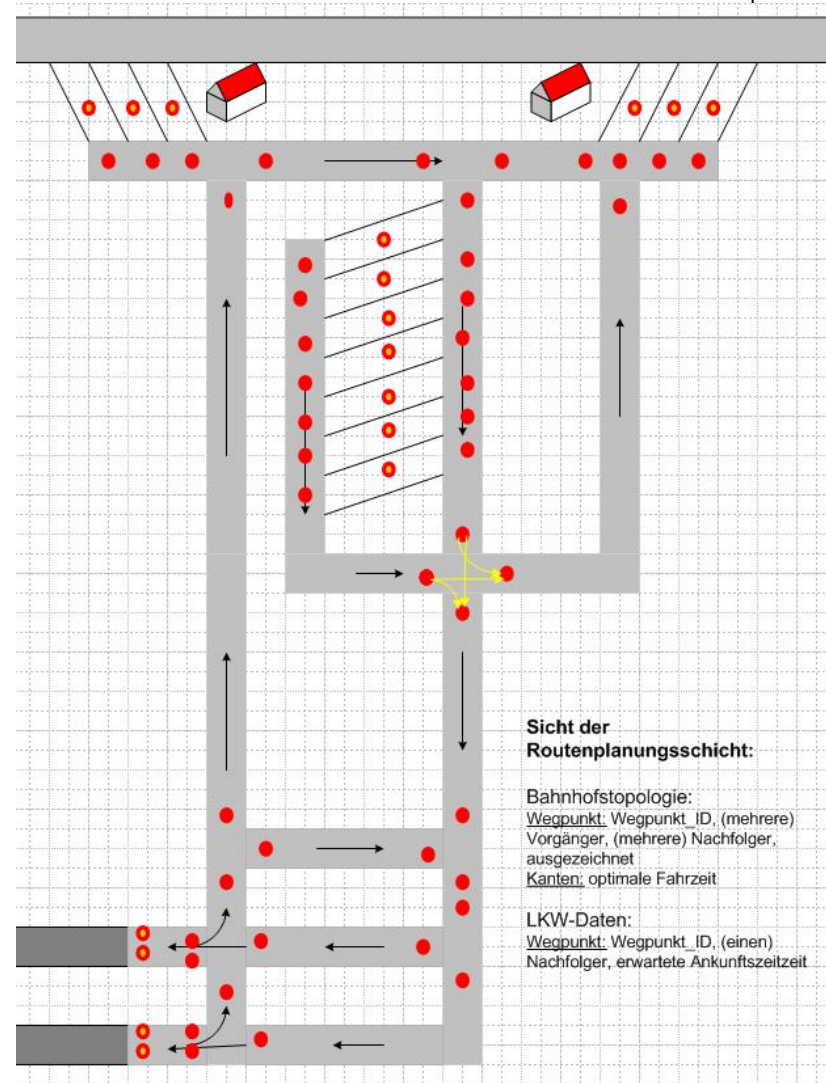 Sicht der
Routenplanungsschicht:
Bahnhofstopologie:
Wegpunkt: Wegpunkt_ID, (mehrere)
Vorgänger, (mehrere) Nachfolger,
ausgezeichnet
Kanten: optimale Fahrzeit
LKW-Daten:
Wegpunkt: Wegpunkt_ID, (einen)
Nachfolger, erwartete Ankunftszeitzeit